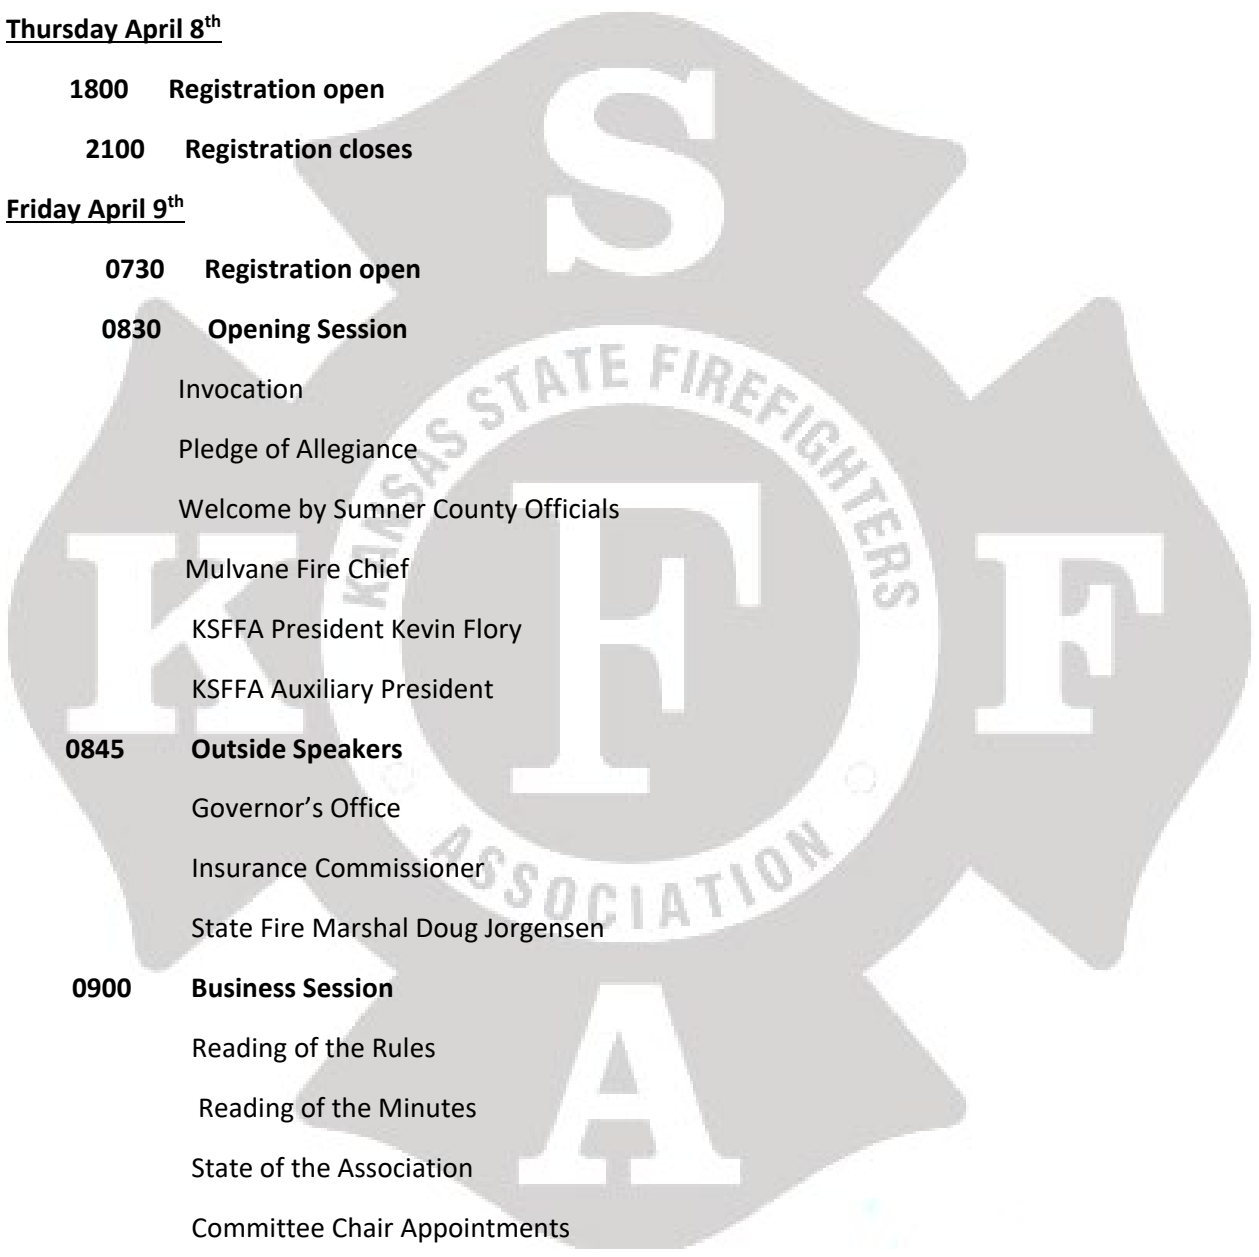 Thursday April 8th
1800 Registration open
2100 Registration closes
Friday April 9th
0730 Registration open
0830 Opening Session
Invocation
Pledge of Allegiance
Welcome by Sumner County Officials
Mulvane Fire Chief
KSFFA President Kevin Flory
KSFFA Auxiliary President
0845 Outside Speakers
Governor’s Office
Insurance Commissioner
State Fire Marshal Doug Jorgensen
0900 Business Session
Reading of the Rules
Reading of the Minutes
State of the Association
Committee Chair Appointments
S
K F F
A
KANSAS STATE FIREFIGHTERS
ASSOCIATION